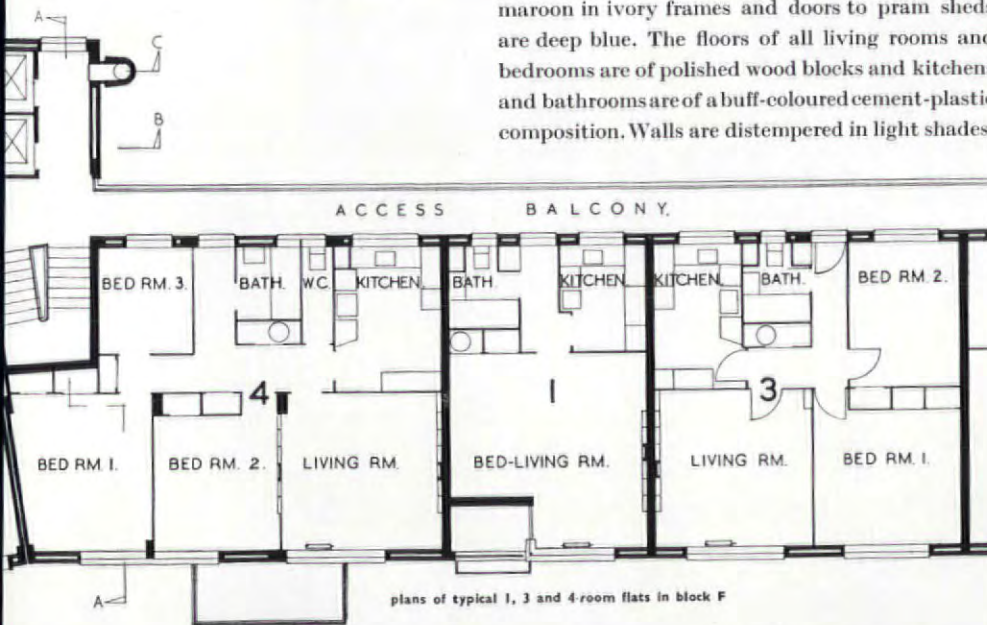 maroon in ivory frames and doors to pram shed
are deep blue. The floors of all living rooms and
bedrooms are of polished wood blocks and kitchen
and bathrooms are of a buff-coloured cement-plastic
composition. Walls are distempered in light shades
A
C
B
ACCESS BALCONY.
BED RM. 3.
BATH.
W.C.
KITCHEN.
BATH.
KITCHEN.
KITCHEN.
BATH.
BED RM. 2.
4
1
3
BED RM 1.
BED RM. 2.
LIVING RM.
BED-LIVING RM.
LIVING RM.
BED RM. 1.
A
plans of typical 1, 3 and 4-room flats in block F